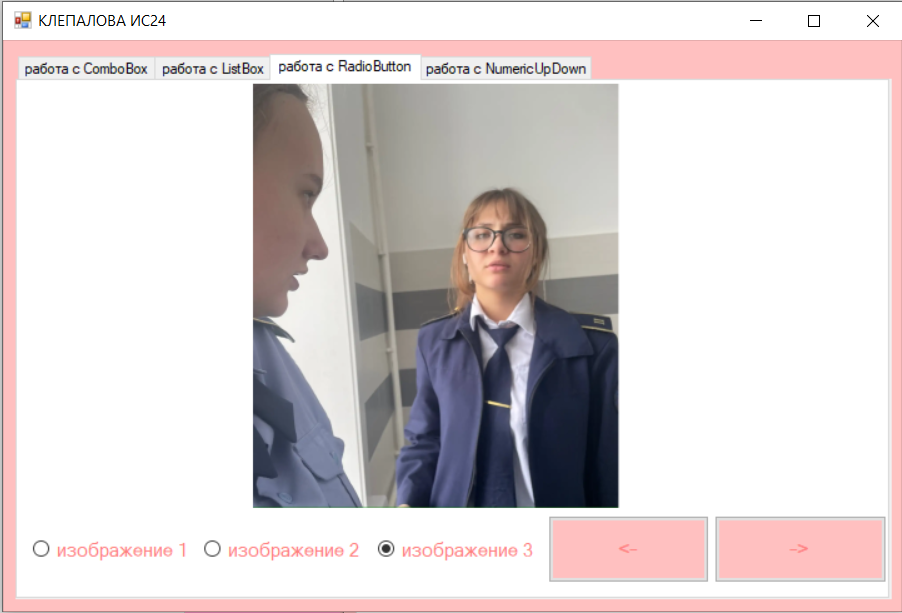 КЛЕПАЛОВА ИС24
работа с ComboBox работа с ListBox работа с RadioButton работа с NumericUpDown
изображение 1 изображение 2 изображение 3 <- ->